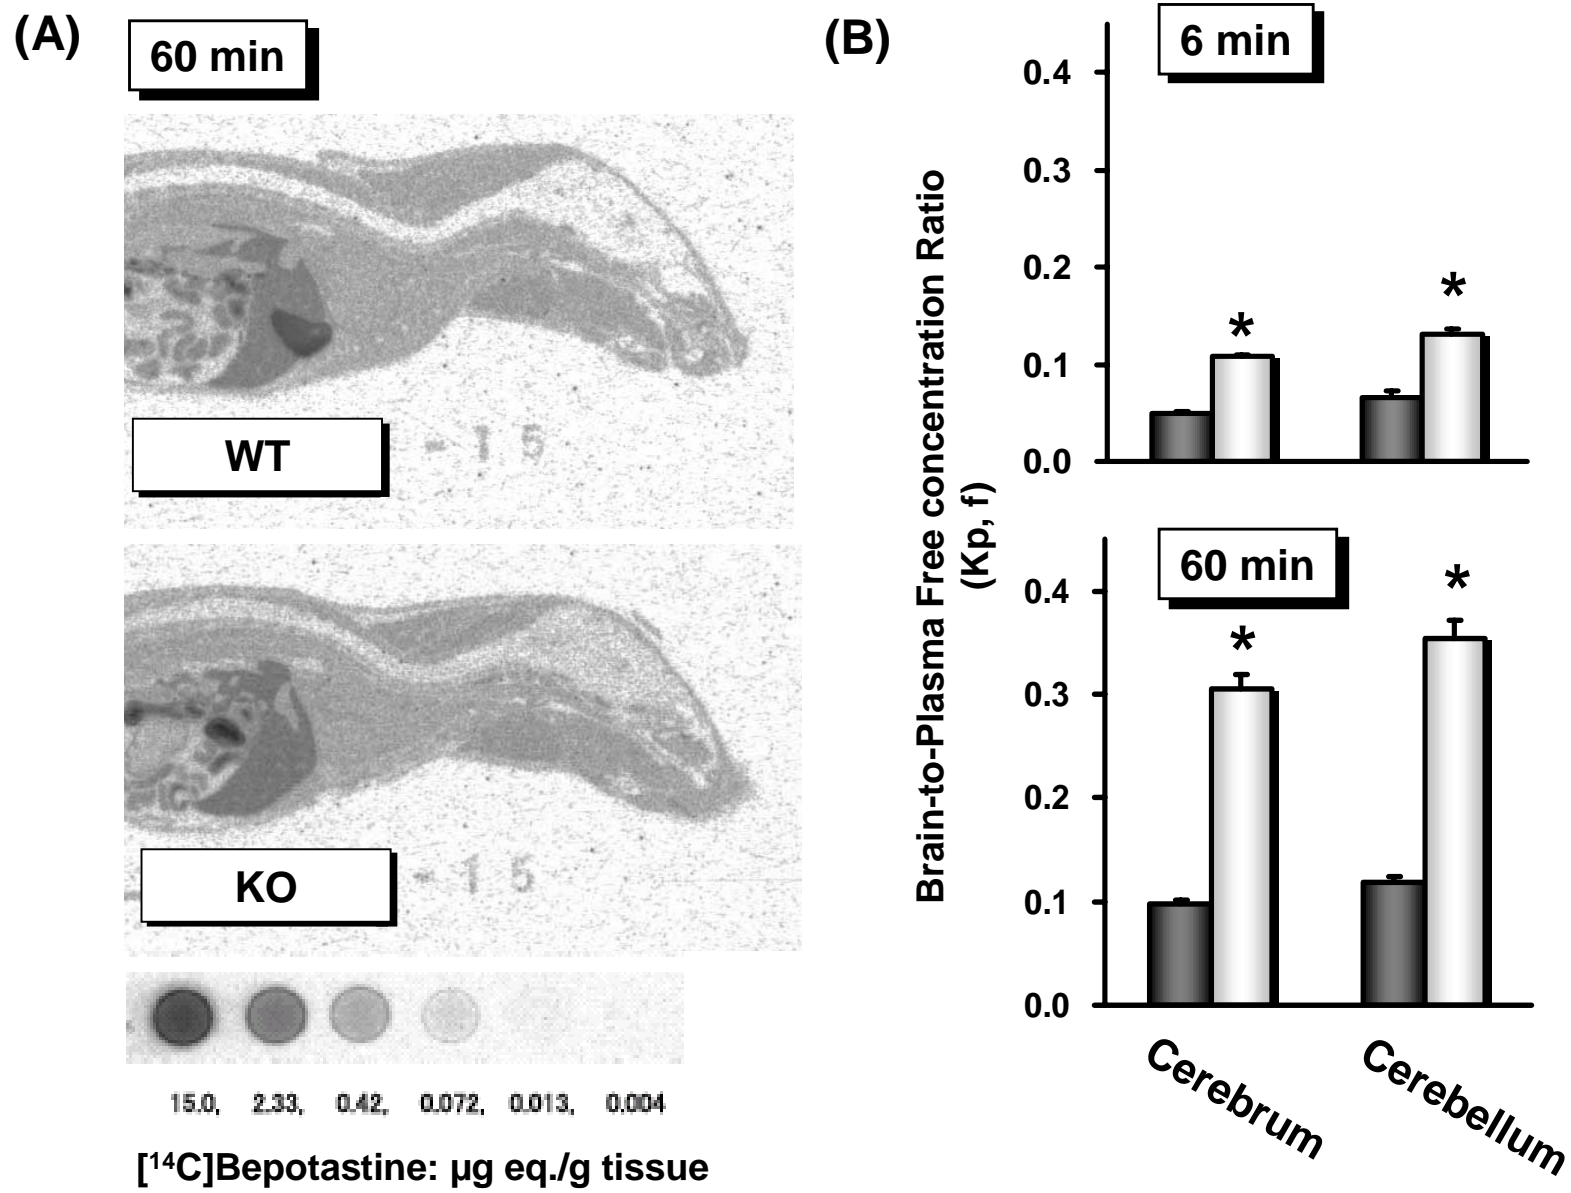 (A)
60 min
WT
- 15
KO
- 15
15.0, 2.33, 0.42, 0.072, 0.013, 0.004
[¹⁴C]Bepotastine: µg eq./g tissue
(B)
Brain-to-Plasma Free concentration Ratio
(Kp, f)
6 min
0.4
0.3
*
*
0.2
0.1
0.0
60 min
*
0.4
*
0.3
0.2
0.1
0.0
Cerebrum
Cerebellum